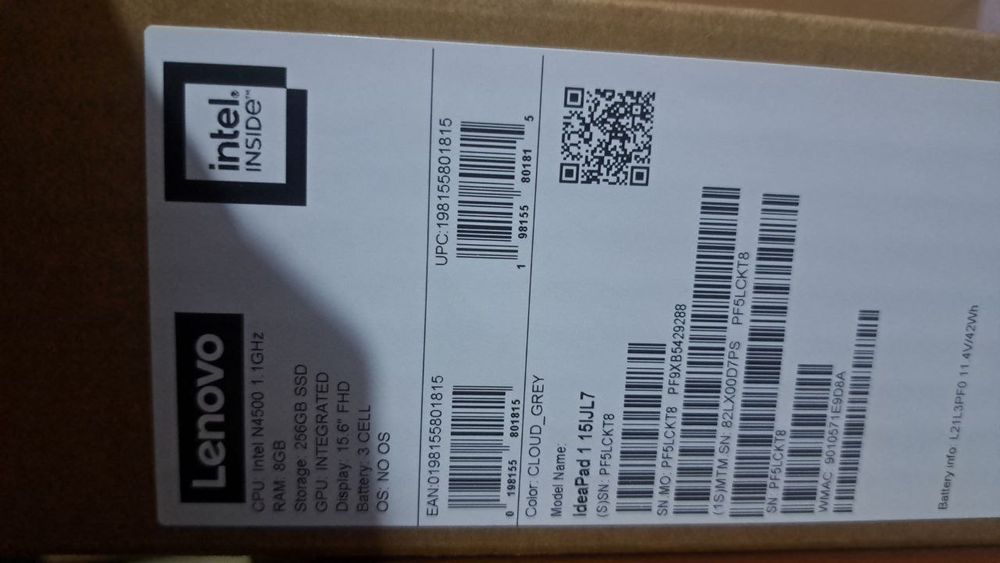 Lenovo
intel®
INSIDE™
CPU: Intel N4500 1.1GHz
RAM: 8GB
Storage: 256GB SSD
GPU: INTEGRATED
Display: 15.6" FHD
Battery: 3 CELL
OS: NO OS
EAN:0198155801815
0 198155 801815
UPC:198155801815
1 98155 80181 5
Color: CLOUD_GREY
Model Name:
IdeaPad 1 15IJL7
(S)SN: PF5LCKT8
SN,MO: PF5LCKT8 PF9XB5429288
(1S)MTM SN: 82LX00D7PS PF5LCKT8
SN: PF5LCKT8
WMAC: 9010571E9D8A
Battery info: L21L3PF0 11.4V/42Wh